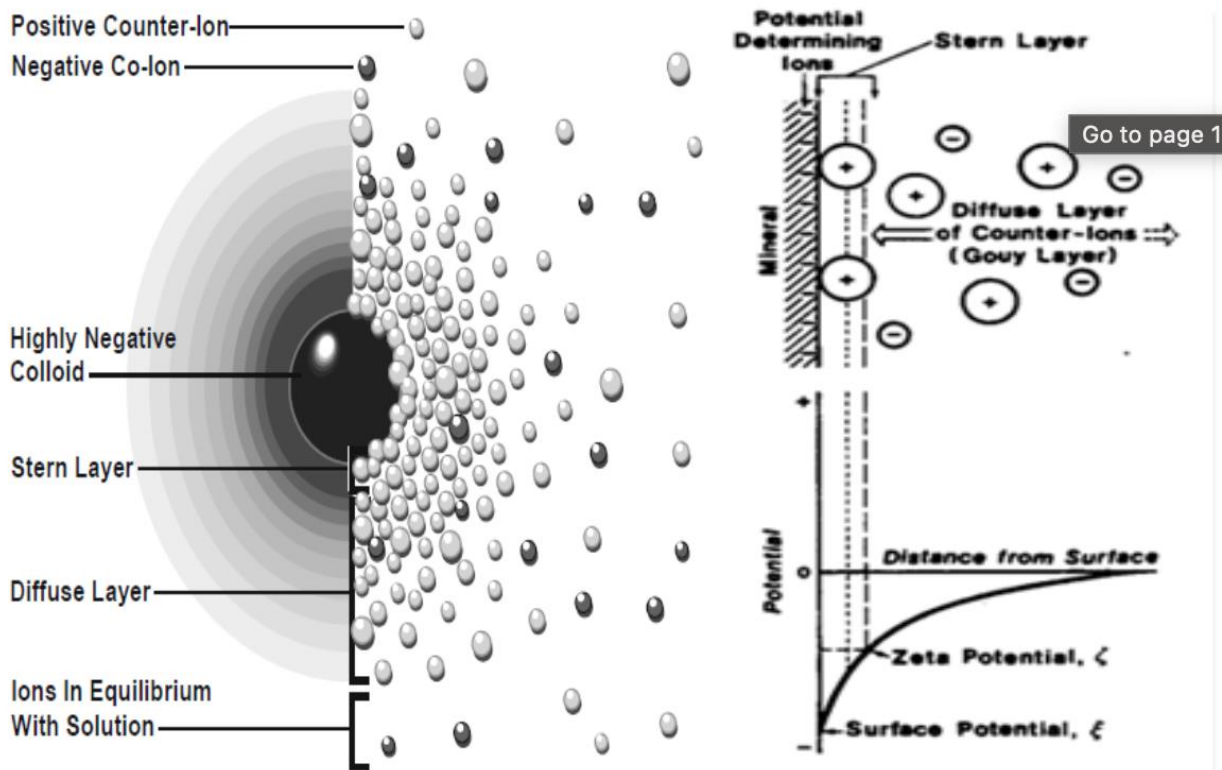 Positive Counter-Ion
Negative Co-Ion
Highly Negative
Colloid
Stern Layer
Diffuse Layer
Ions In Equilibrium
With Solution
Potential
Determining
Ions
Stern Layer
Go to page 1
+
-
+
+
-
Diffuse Layer
of Counter-Ions
(Gouy Layer)
Mineral
+
+
-
-
+
Potential
O
Distance from Surface
Zeta Potential, ζ
Surface Potential, ξ
-